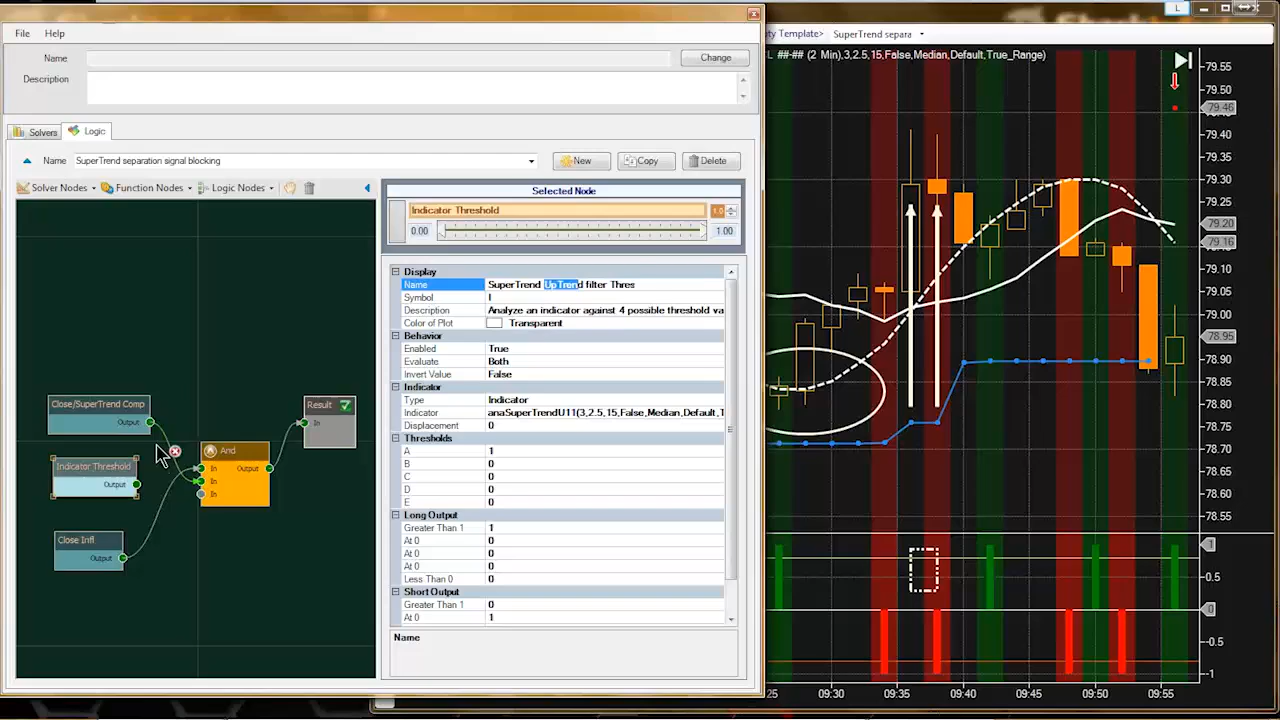 File Help
Name Change
Description
Solvers Logic
Name SuperTrend separation signal blocking New Copy Delete
Solver Nodes Function Nodes Logic Nodes
Selected Node
Indicator Threshold 1.0
0.00 1.00
Display
Name SuperTrend UpTrend filter Thres
Symbol I
Description Analyze an indicator against 4 possible threshold va
Color of Plot Transparent
Behavior
Enabled True
Evaluate Both
Invert Value False
Indicator
Type Indicator
Indicator anaSuperTrendU11(3,2.5,15,False,Median,Default,T
Displacement 0
Thresholds
A 1
B 0
C 0
D 0
E 0
Long Output
Greater Than 1 1
At 0 0
At 0 0
At 0 0
Less Than 0 0
Short Output
Greater Than 1 0
At 0 1
Name
Close/SuperTrend Comp
Output
Indicator Threshold
Output
Close Infl
Output
And
In Output
In
In
Result
In
L
ty Template> SuperTrend separa
##-## (2 Min),3,2.5,15,False,Median,Default,True_Range)
79.55
79.50
79.46
79.40
79.35
79.30
79.25
79.20
79.16
79.10
79.05
79.00
78.95
78.90
78.85
78.80
78.75
78.70
78.65
78.60
78.55
1
0.5
0
-0.5
-1
25 09:30 09:35 09:40 09:45 09:50 09:55